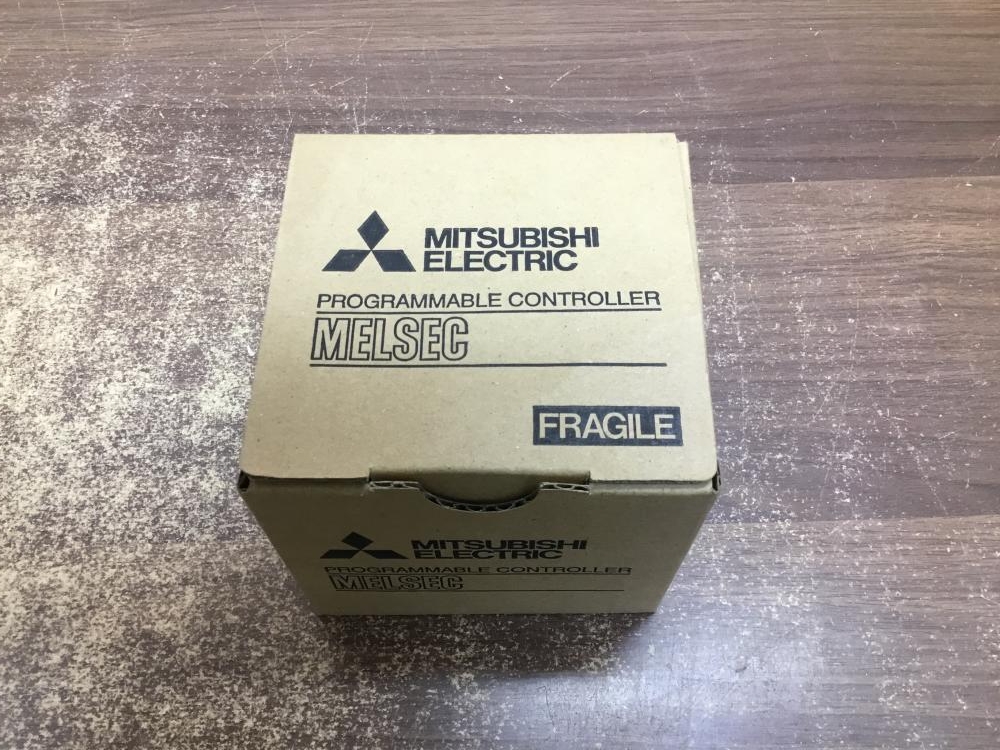 MITSUBISHI
ELECTRIC
PROGRAMMABLE CONTROLLER
MELSEC
FRAGILE
MITSUBISHI
ELECTRIC
PROGRAMMABLE CONTROLLER
MELSEC